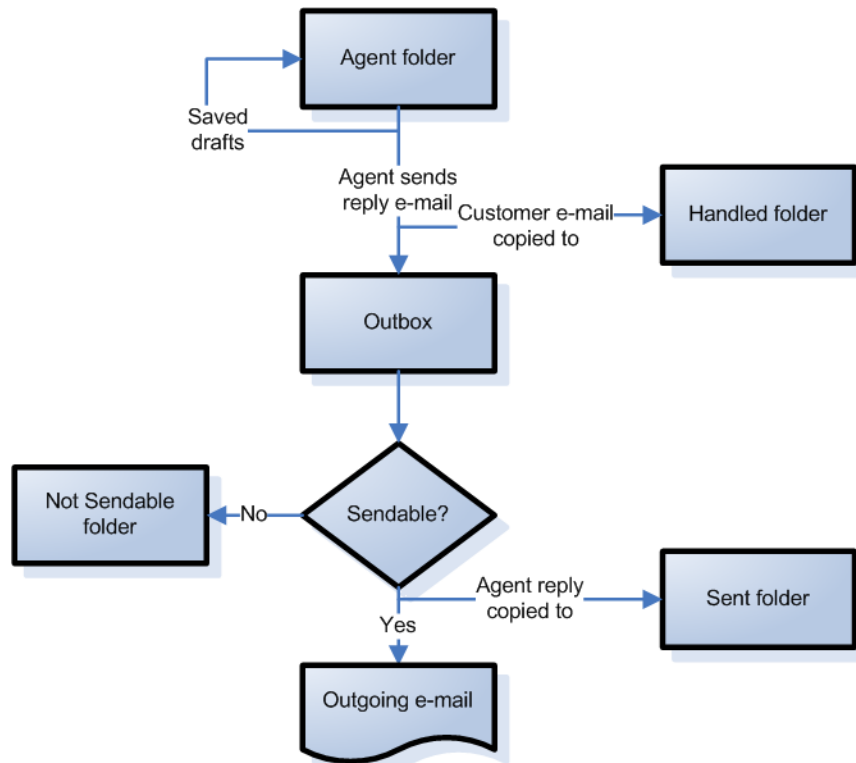 Agent folder
Saved
drafts
Agent sends
reply e-mail
Customer e-mail
copied to
Handled folder
Outbox
Not Sendable
folder
No
Sendable?
Agent reply
copied to
Sent folder
Yes
Outgoing e-mail